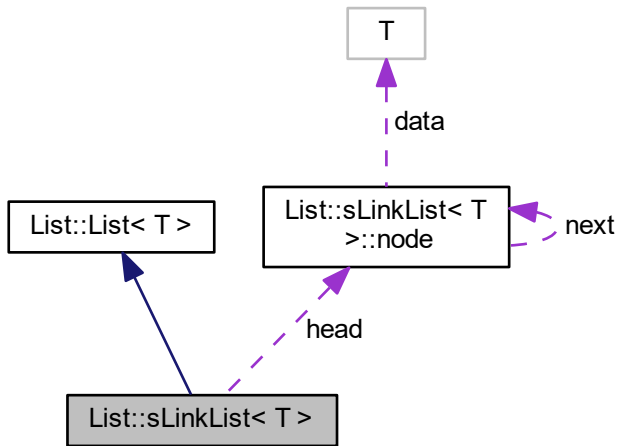 T
data
List::sLinkList< T
>::node
List::List< T >
next
head
List::sLinkList< T >